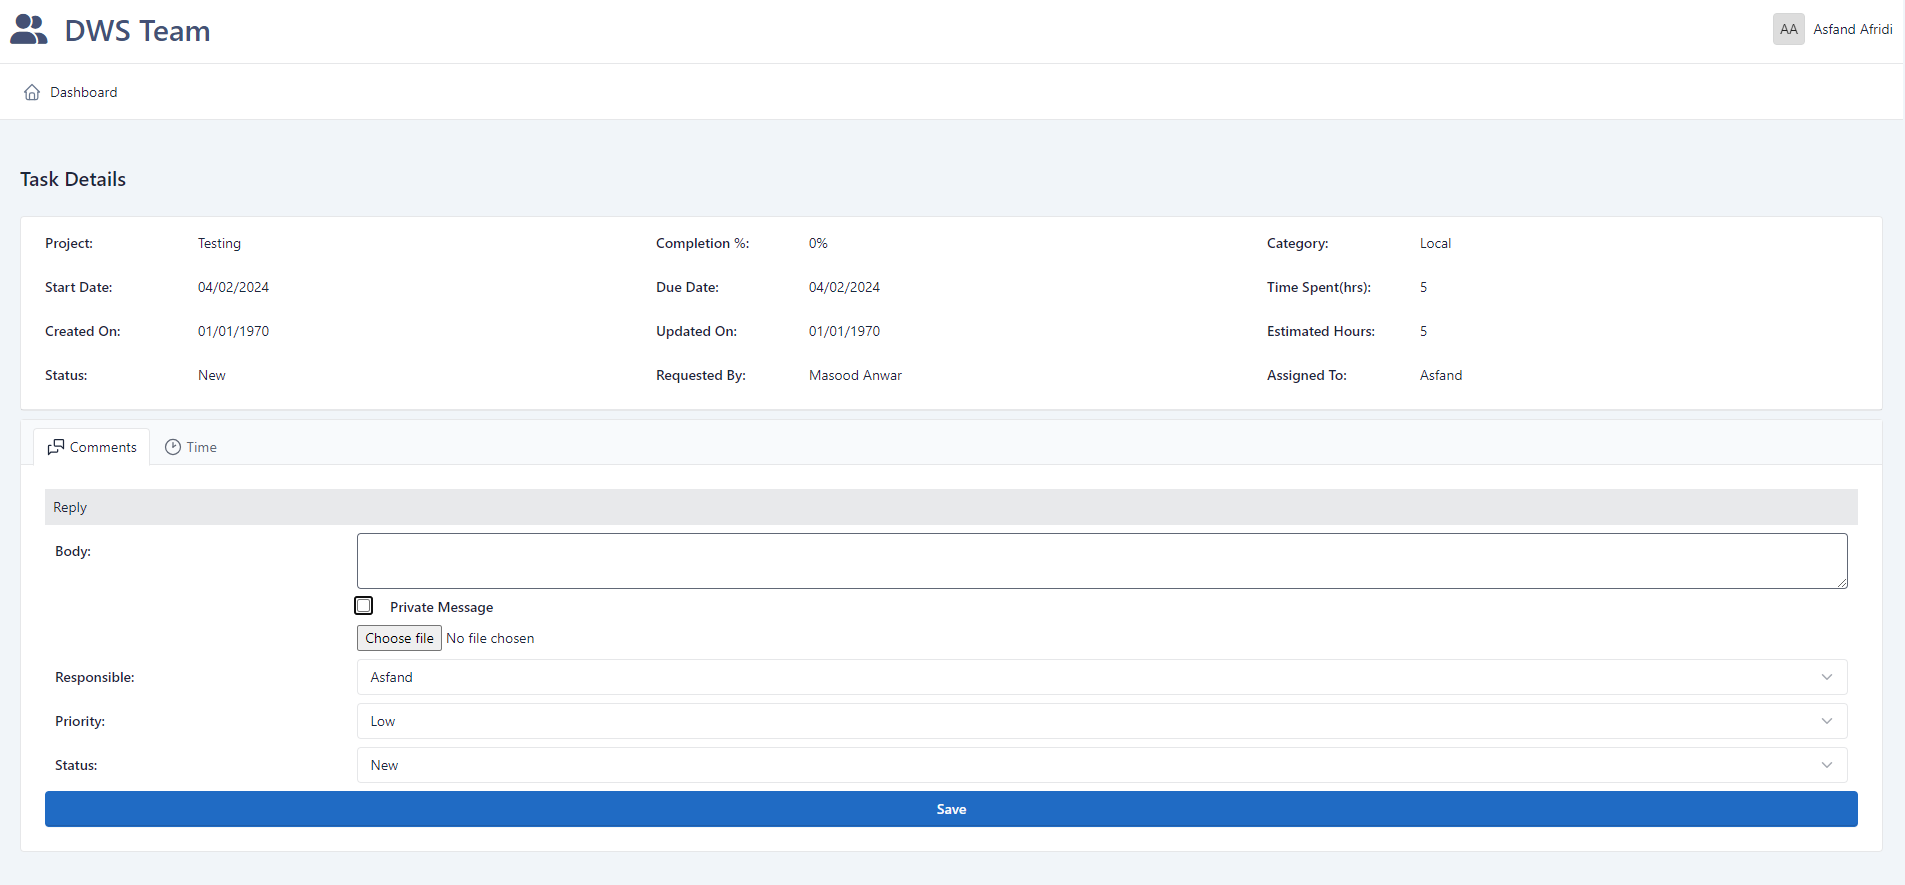 DWS Team
AA Asfand Afridi
Dashboard
Task Details
Project: Testing Completion %: 0% Category: Local
Start Date: 04/02/2024 Due Date: 04/02/2024 Time Spent(hrs): 5
Created On: 01/01/1970 Updated On: 01/01/1970 Estimated Hours: 5
Status: New Requested By: Masood Anwar Assigned To: Asfand
Comments Time
Reply
Body:
Private Message
Choose file No file chosen
Responsible: Asfand
Priority: Low
Status: New
Save